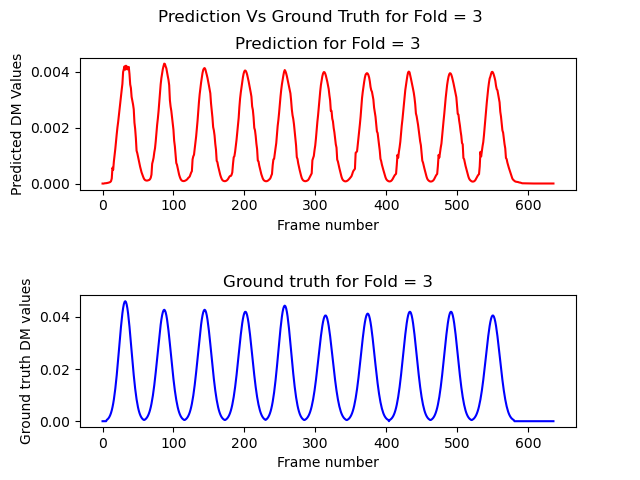 Prediction Vs Ground Truth for Fold = 3
Prediction for Fold = 3
Predicted DM Values
0.004
0.002
0.000
0 100 200 300 400 500 600
Frame number
Ground truth for Fold = 3
Ground truth DM values
0.04
0.02
0.00
0 100 200 300 400 500 600
Frame number